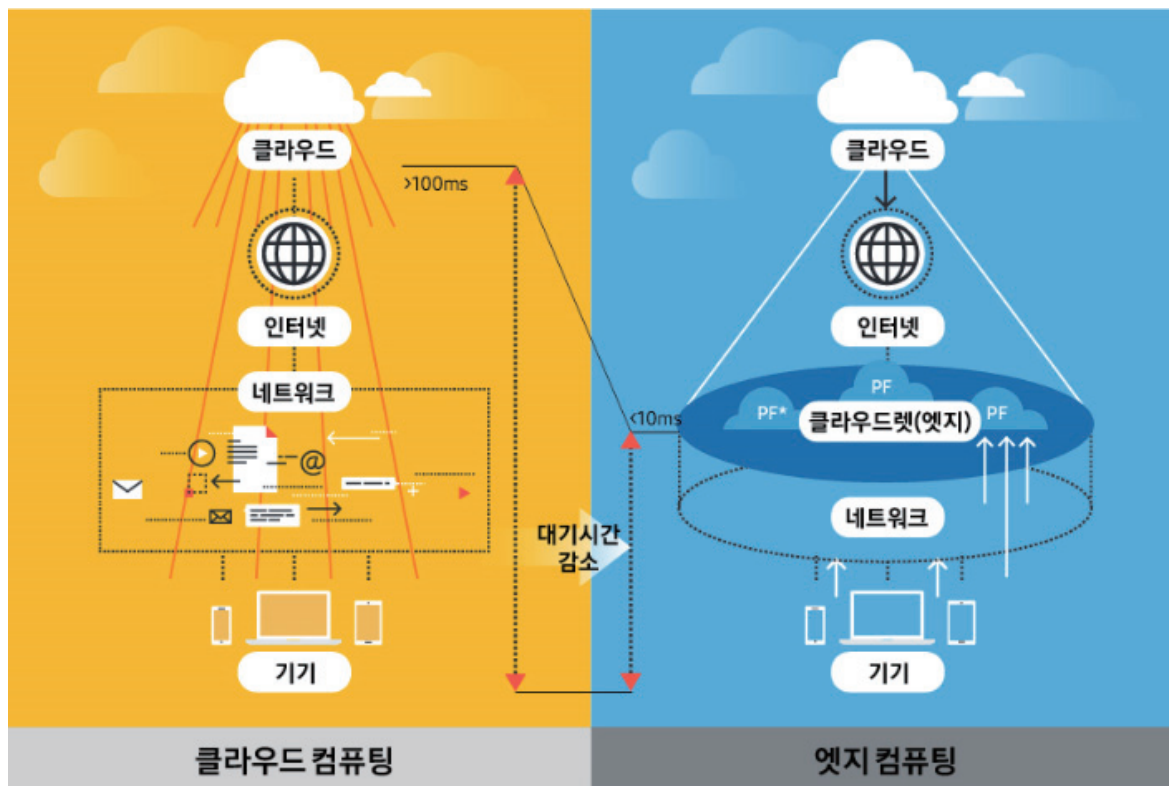 클라우드
>100ms
인터넷
네트워크
@
기기
클라우드 컴퓨팅
대기시간
감소
클라우드
인터넷
<10ms
PF*
PF
PF
클라우드렛(엣지)
네트워크
기기
엣지 컴퓨팅